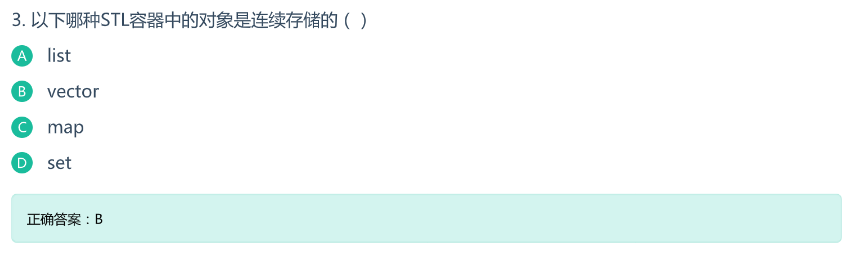 3. 以下哪种STL容器中的对象是连续存储的（ ）
A list
B vector
C map
D set
正确答案：B